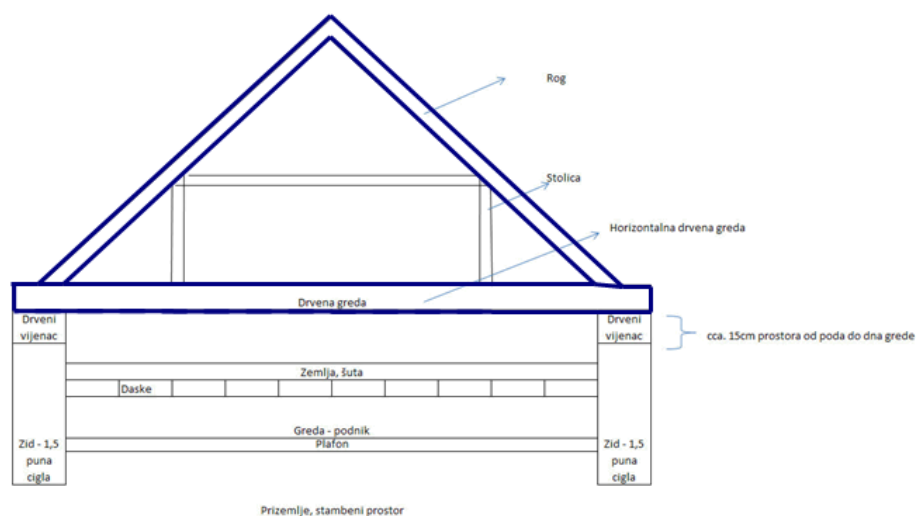 Rog
Stolica
Horizontalna drvena greda
Drvena greda
Drveni
vijenac
Drveni
vijenac
cca. 15cm prostora od poda do dna grede
Zemlja, šuta
Daske
Greda - podnik
Plafon
Zid - 1,5
puna
cigla
Zid - 1,5
puna
cigla
Prizemlje, stambeni prostor